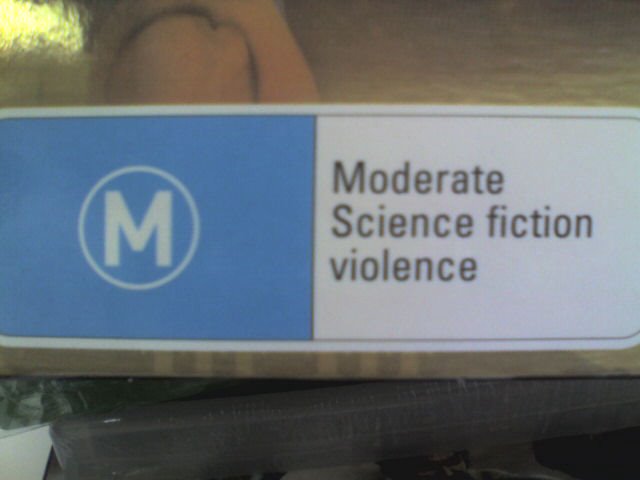 M
Moderate
Science fiction
violence